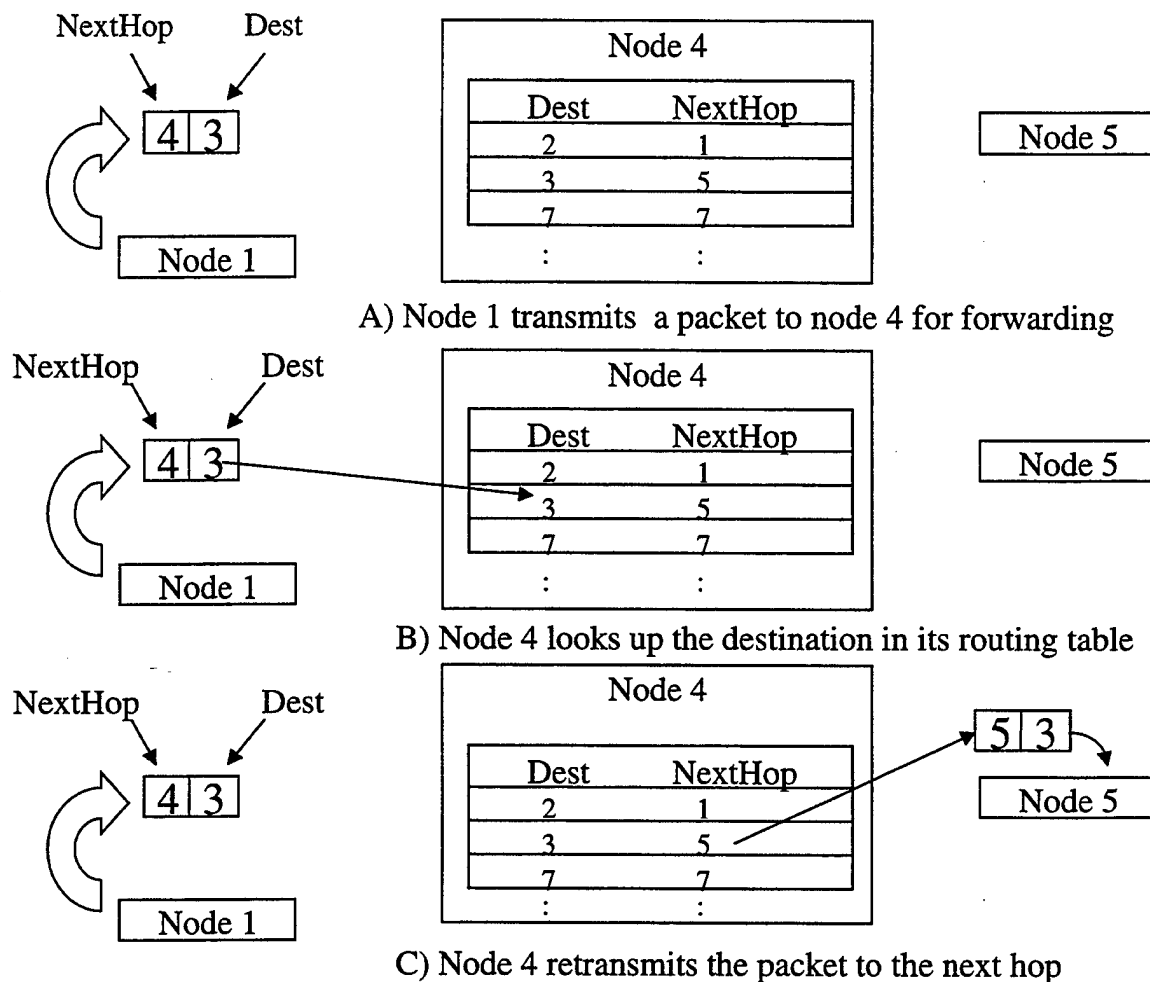 NextHop Dest
Node 4
Dest NextHop
4 3
2 1
Node 5
3 5
7 7
Node 1
: :
A) Node 1 transmits a packet to node 4 for forwarding
NextHop Dest
Node 4
Dest NextHop
4 3
2 1
Node 5
3 5
7 7
Node 1
: :
B) Node 4 looks up the destination in its routing table
NextHop Dest
Node 4
5 3
Dest NextHop
4 3
2 1
Node 5
3 5
7 7
Node 1
: :
C) Node 4 retransmits the packet to the next hop